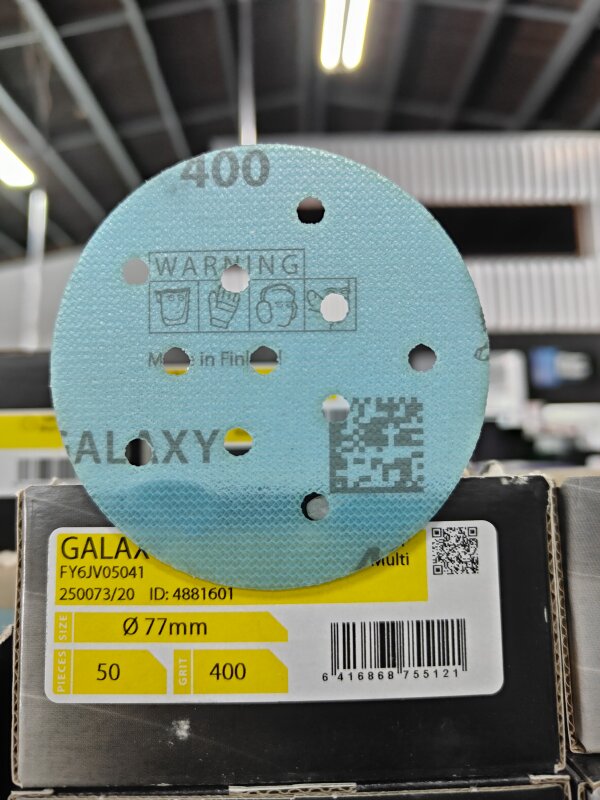 400
WARNING
Made in Finland
GALAXY
GALAX
FY6JV05041
Multi
250073/20 ID: 4881601
SIZE Ø 77mm
PIECES 50 GRIT 400
6 416868 755121